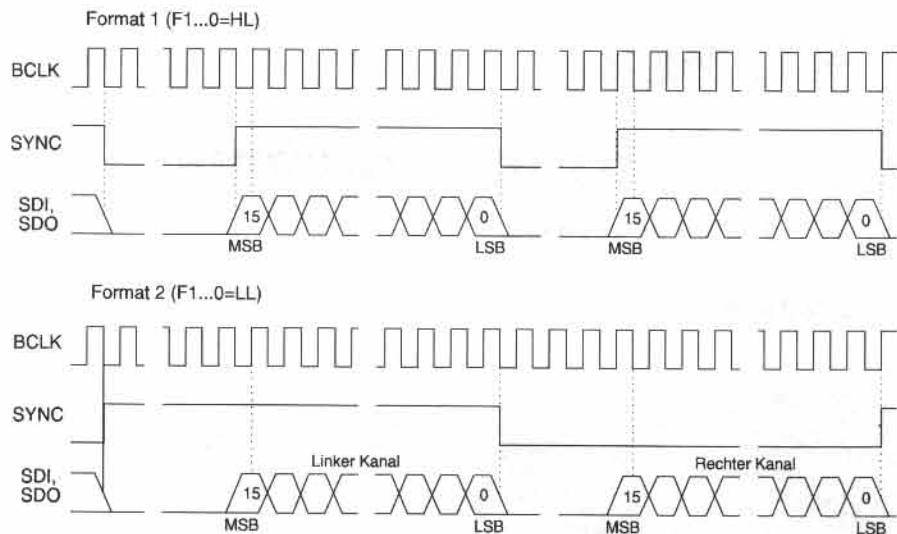 Format 1 (F1...0=HL)
BCLK
SYNC
SDI,
SDO
15
0
15
0
MSB
LSB
MSB
LSB
Format 2 (F1...0=LL)
BCLK
SYNC
Linker Kanal
Rechter Kanal
SDI,
SDO
15
0
15
0
MSB
LSB
MSB
LSB